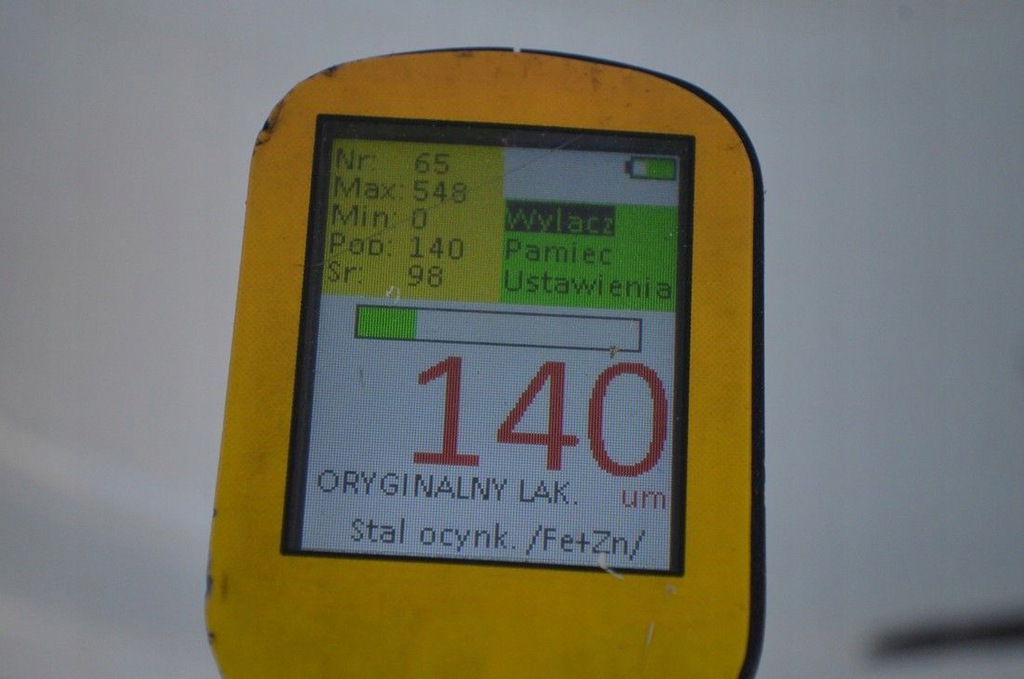 Nr: 65
Max: 548
Min: 0
Pop: 140
Sr: 98
Wylacz
Pamiec
Ustawienia
140
um
ORYGINALNY LAK.
Stal ocynk. /Fe+Zn/